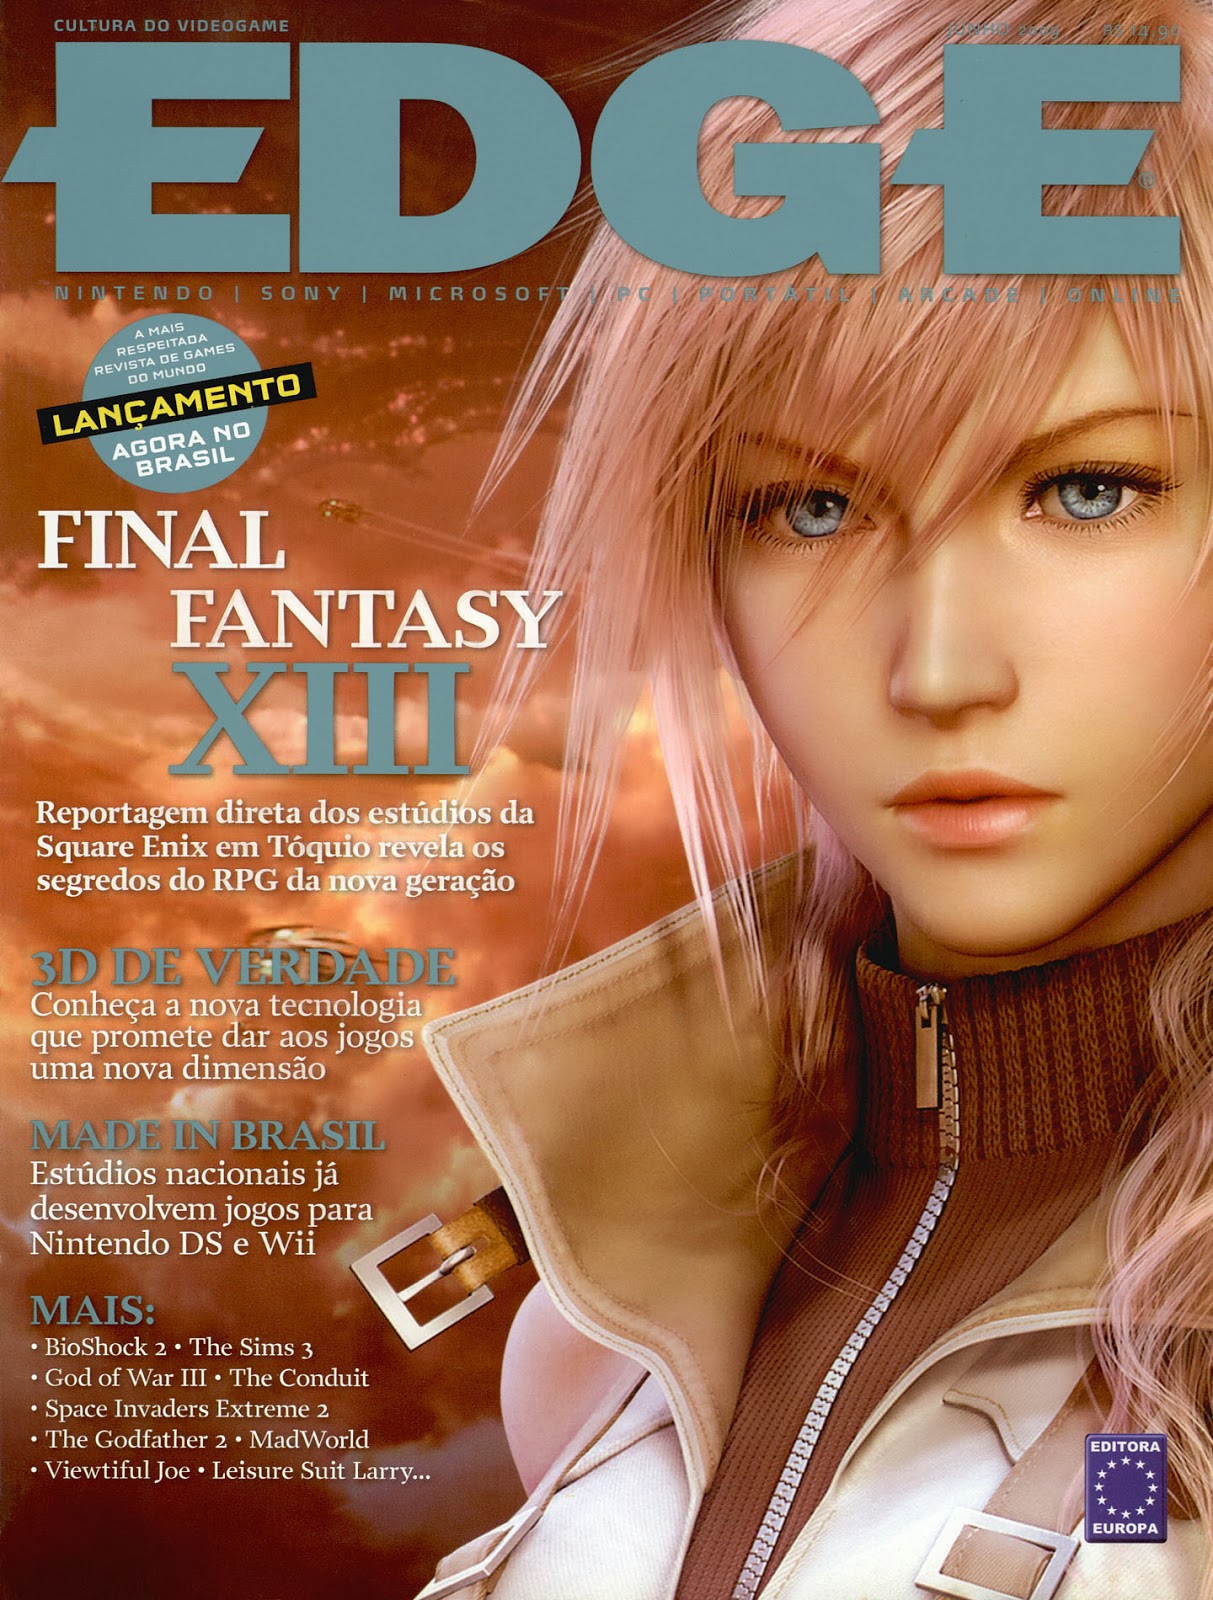 CULTURA DO VIDEOGAME
JUNHO 2009 / R$ 14,90
EDGE®
NINTENDO | SONY | MICROSOFT | PC | PORTÁTIL | ARCADE | ONLINE
A MAIS
RESPEITADA
REVISTA DE GAMES
DO MUNDO
LANÇAMENTO
AGORA NO
BRASIL
FINAL
FANTASY
XIII
Reportagem direta dos estúdios da
Square Enix em Tóquio revela os
segredos do RPG da nova geração
3D DE VERDADE
Conheça a nova tecnologia
que promete dar aos jogos
uma nova dimensão
MADE IN BRASIL
Estúdios nacionais já
desenvolvem jogos para
Nintendo DS e Wii
MAIS:
• BioShock 2 • The Sims 3
• God of War III • The Conduit
• Space Invaders Extreme 2
• The Godfather 2 • MadWorld
• Viewtiful Joe • Leisure Suit Larry...
EDITORA
EUROPA